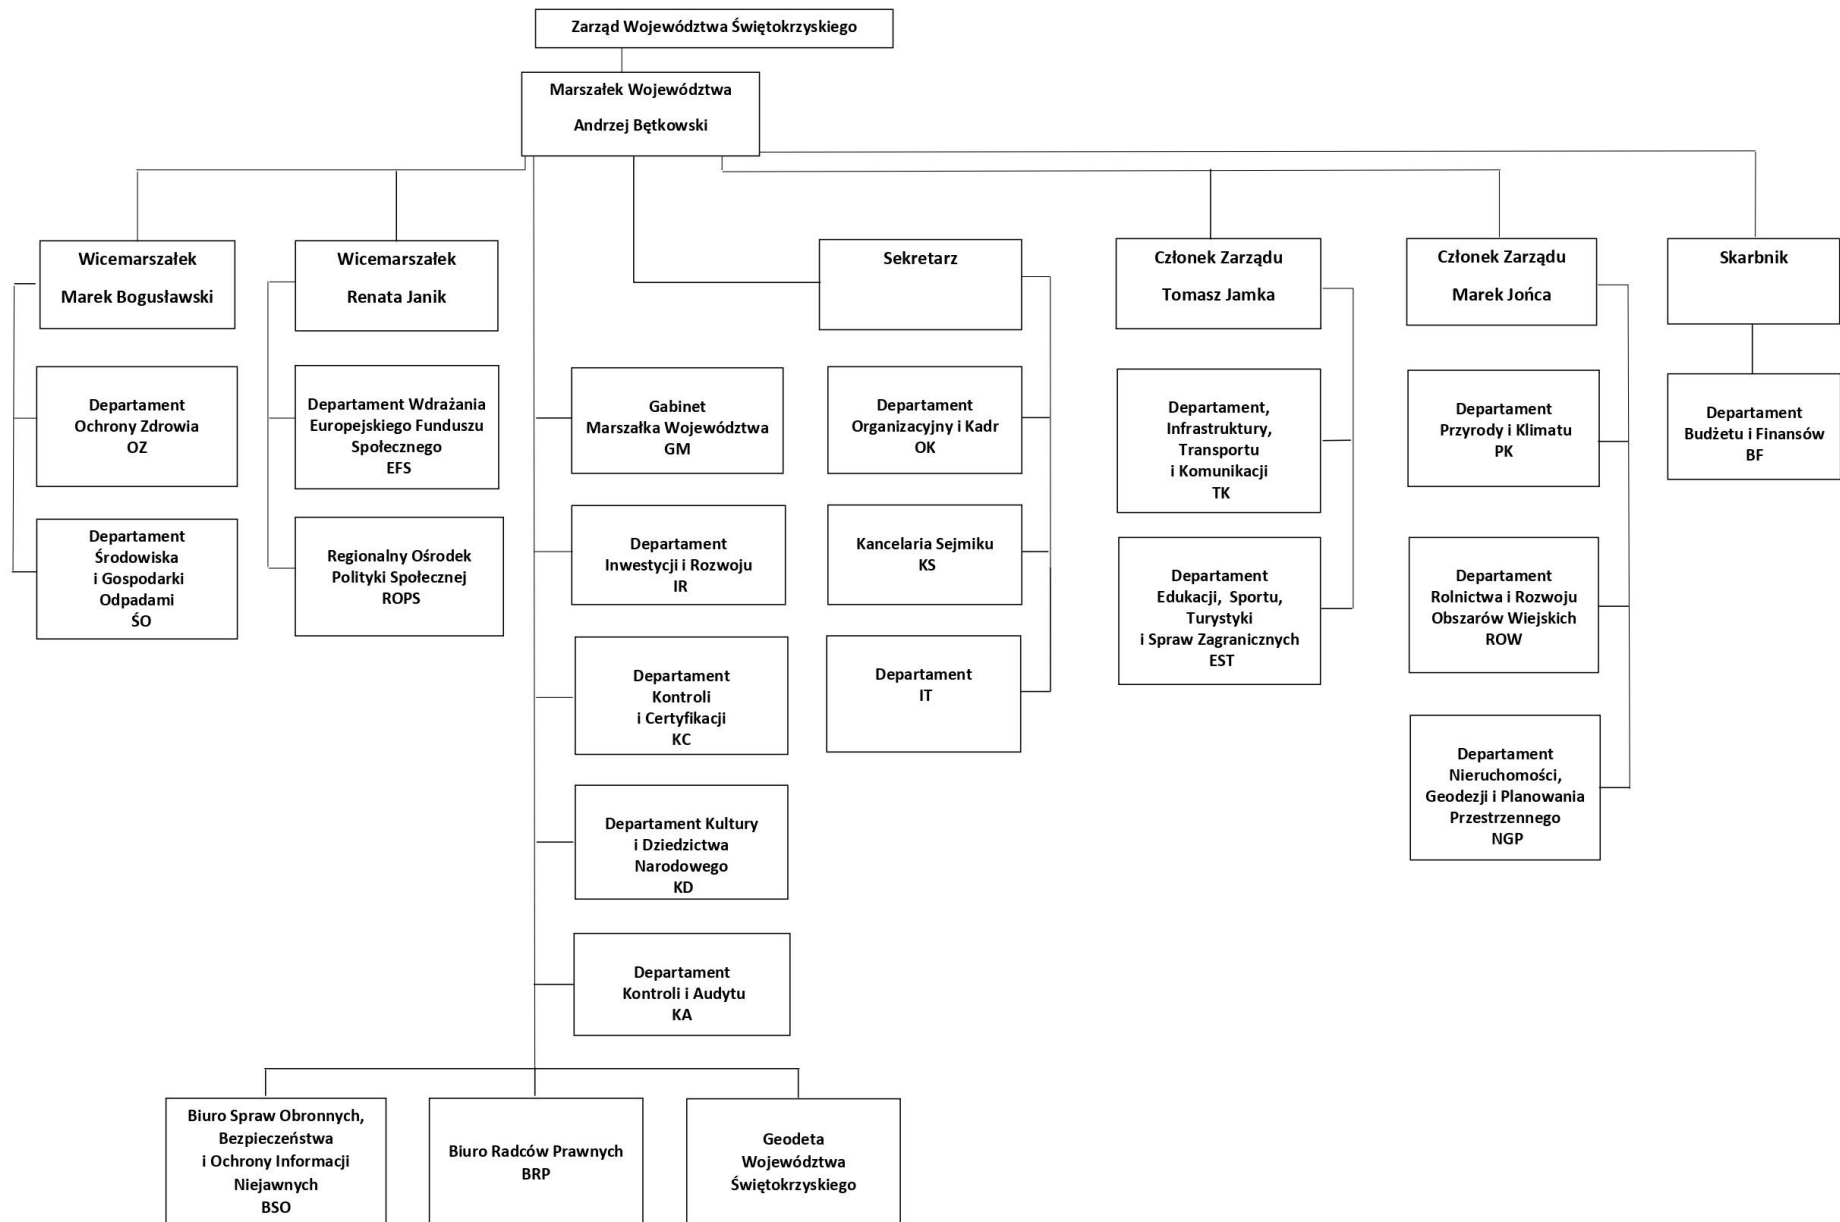 Zarząd Województwa Świętokrzyskiego
Marszałek Województwa
Andrzej Bętkowski
Wicemarszałek
Marek Bogusławski
Wicemarszałek
Renata Janik
Sekretarz
Członek Zarządu
Tomasz Jamka
Członek Zarządu
Marek Jońca
Skarbnik
Departament
Ochrony Zdrowia
OZ
Departament Wdrażania
Europejskiego Funduszu
Społecznego
EFS
Gabinet
Marszałka Województwa
GM
Departament
Organizacyjny i Kadr
OK
Departament,
Infrastruktury,
Transportu
i Komunikacji
TK
Departament
Przyrody i Klimatu
PK
Departament
Budżetu i Finansów
BF
Departament
Środowiska
i Gospodarki
Odpadami
ŚO
Regionalny Ośrodek
Polityki Społecznej
ROPS
Departament
Inwestycji i Rozwoju
IR
Kancelaria Sejmiku
KS
Departament
Edukacji, Sportu,
Turystyki
i Spraw Zagranicznych
EST
Departament
Rolnictwa i Rozwoju
Obszarów Wiejskich
ROW
Departament
Kontroli
i Certyfikacji
KC
Departament
IT
Departament
Nieruchomości,
Geodezji i Planowania
Przestrzennego
NGP
Departament Kultury
i Dziedzictwa
Narodowego
KD
Departament
Kontroli i Audytu
KA
Biuro Spraw Obronnych,
Bezpieczeństwa
i Ochrony Informacji
Niejawnych
BSO
Biuro Radców Prawnych
BRP
Geodeta
Województwa
Świętokrzyskiego